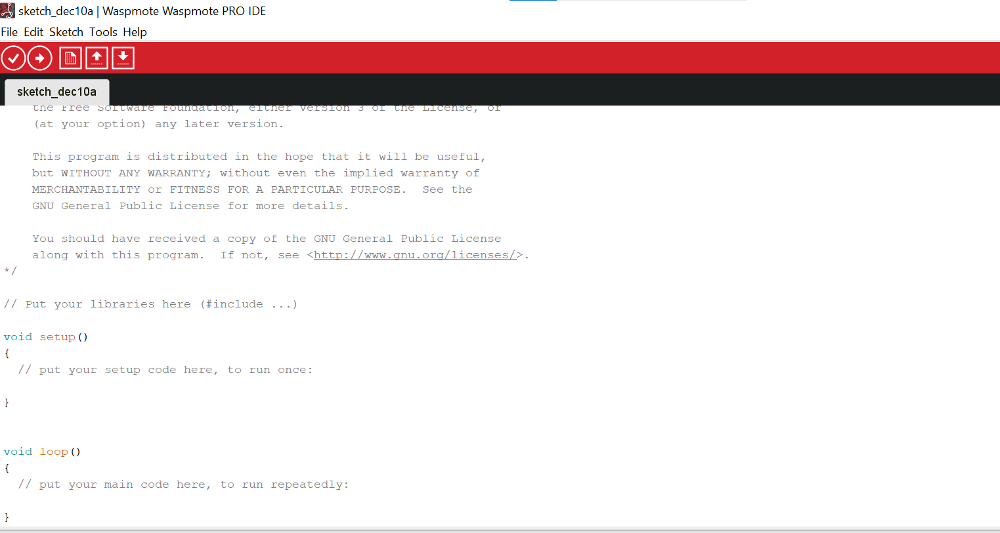 sketch_dec10a | Waspmote Waspmote PRO IDE
File Edit Sketch Tools Help
sketch_dec10a
the Free Software Foundation, either version 3 of the License, or
(at your option) any later version.
This program is distributed in the hope that it will be useful,
but WITHOUT ANY WARRANTY; without even the implied warranty of
MERCHANTABILITY or FITNESS FOR A PARTICULAR PURPOSE.  See the
GNU General Public License for more details.
You should have received a copy of the GNU General Public License
along with this program.  If not, see <http://www.gnu.org/licenses/>.
*/
// Put your libraries here (#include ...)
void setup()
{
// put your setup code here, to run once:
}
void loop()
{
// put your main code here, to run repeatedly:
}